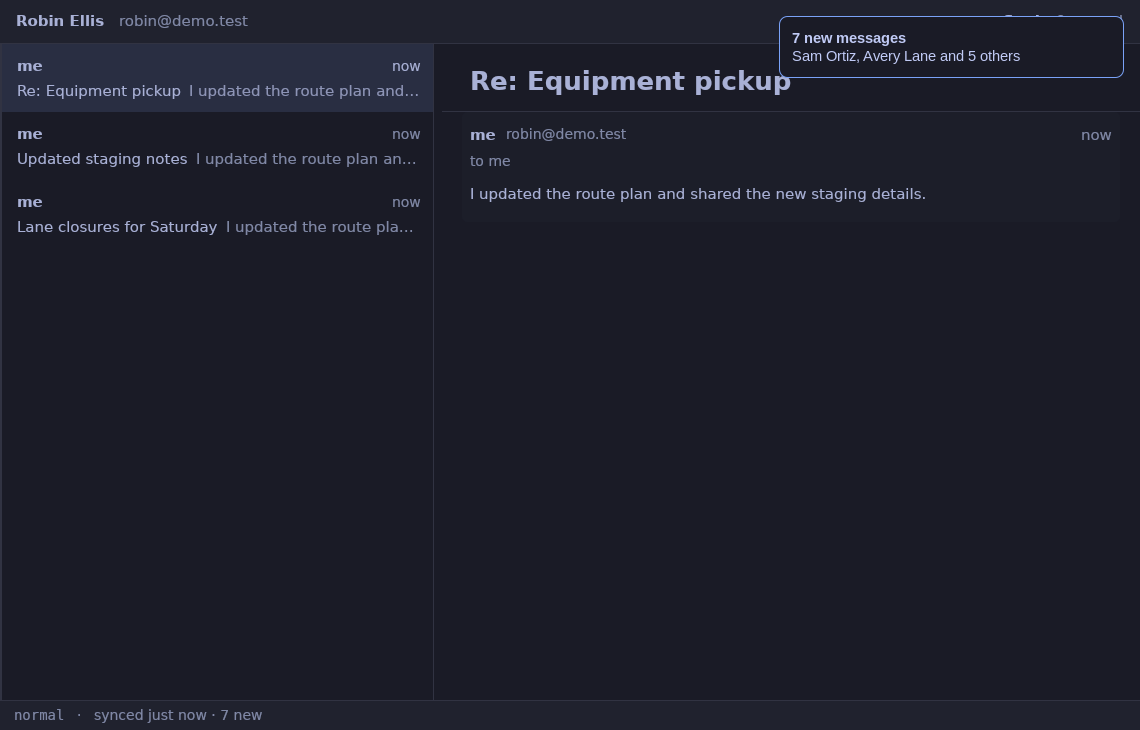 Robin Ellis robin@demo.test
7 new messages
Sam Ortiz, Avery Lane and 5 others
me now
Re: Equipment pickup I updated the route plan and…
me now
Updated staging notes I updated the route plan an…
me now
Lane closures for Saturday I updated the route pla…
Re: Equipment pickup
me robin@demo.test now
to me
I updated the route plan and shared the new staging details.
normal · synced just now · 7 new